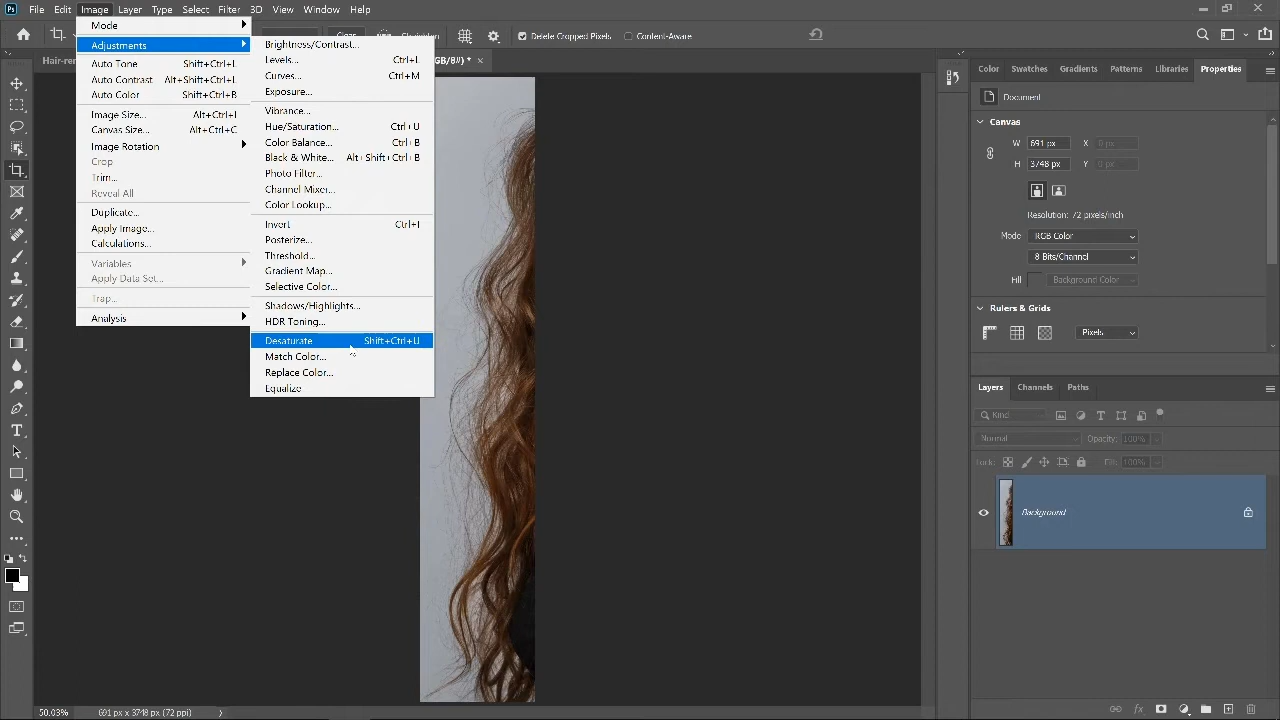 Ps File Edit Image Layer Type Select Filter 3D View Window Help
Delete Cropped Pixels Content-Aware
RGB/8#) * ×
Mode
Adjustments
Auto Tone Shift+Ctrl+L
Auto Contrast Alt+Shift+Ctrl+L
Auto Color Shift+Ctrl+B
Image Size... Alt+Ctrl+I
Canvas Size... Alt+Ctrl+C
Image Rotation
Crop
Trim...
Reveal All
Duplicate...
Apply Image...
Calculations...
Variables
Apply Data Set...
Trap...
Analysis
Brightness/Contrast...
Levels... Ctrl+L
Curves... Ctrl+M
Exposure...
Vibrance...
Hue/Saturation... Ctrl+U
Color Balance... Ctrl+B
Black & White... Alt+Shift+Ctrl+B
Photo Filter...
Channel Mixer...
Color Lookup...
Invert Ctrl+I
Posterize...
Threshold...
Gradient Map...
Selective Color...
Shadows/Highlights...
HDR Toning...
Desaturate Shift+Ctrl+U
Match Color...
Replace Color...
Equalize
Color Swatches Gradients Patterns Libraries Properties
Document
Canvas
W 691 px X 0 px
H 3748 px Y 0 px
Resolution: 72 pixels/inch
Mode RGB Color
8 Bits/Channel
Fill Background Color
Rulers & Grids
Pixels
Layers Channels Paths
Kind
Normal Opacity: 100%
Fill: 100%
Background
50.03% 691 px x 3748 px (72 ppi)